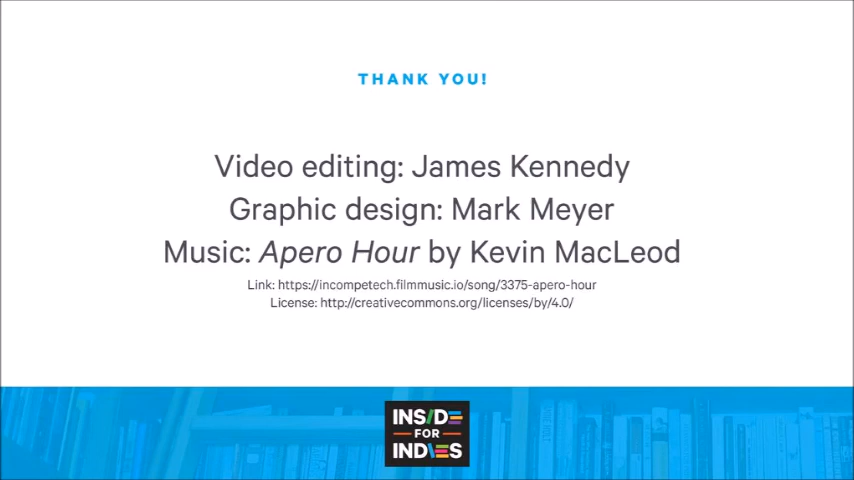 THANK YOU!
Video editing: James Kennedy
Graphic design: Mark Meyer
Music: Apero Hour by Kevin MacLeod
Link: https://incompetech.filmmusic.io/song/3375-apero-hour
License: http://creativecommons.org/licenses/by/4.0/
INSIDE
FOR
INDIES